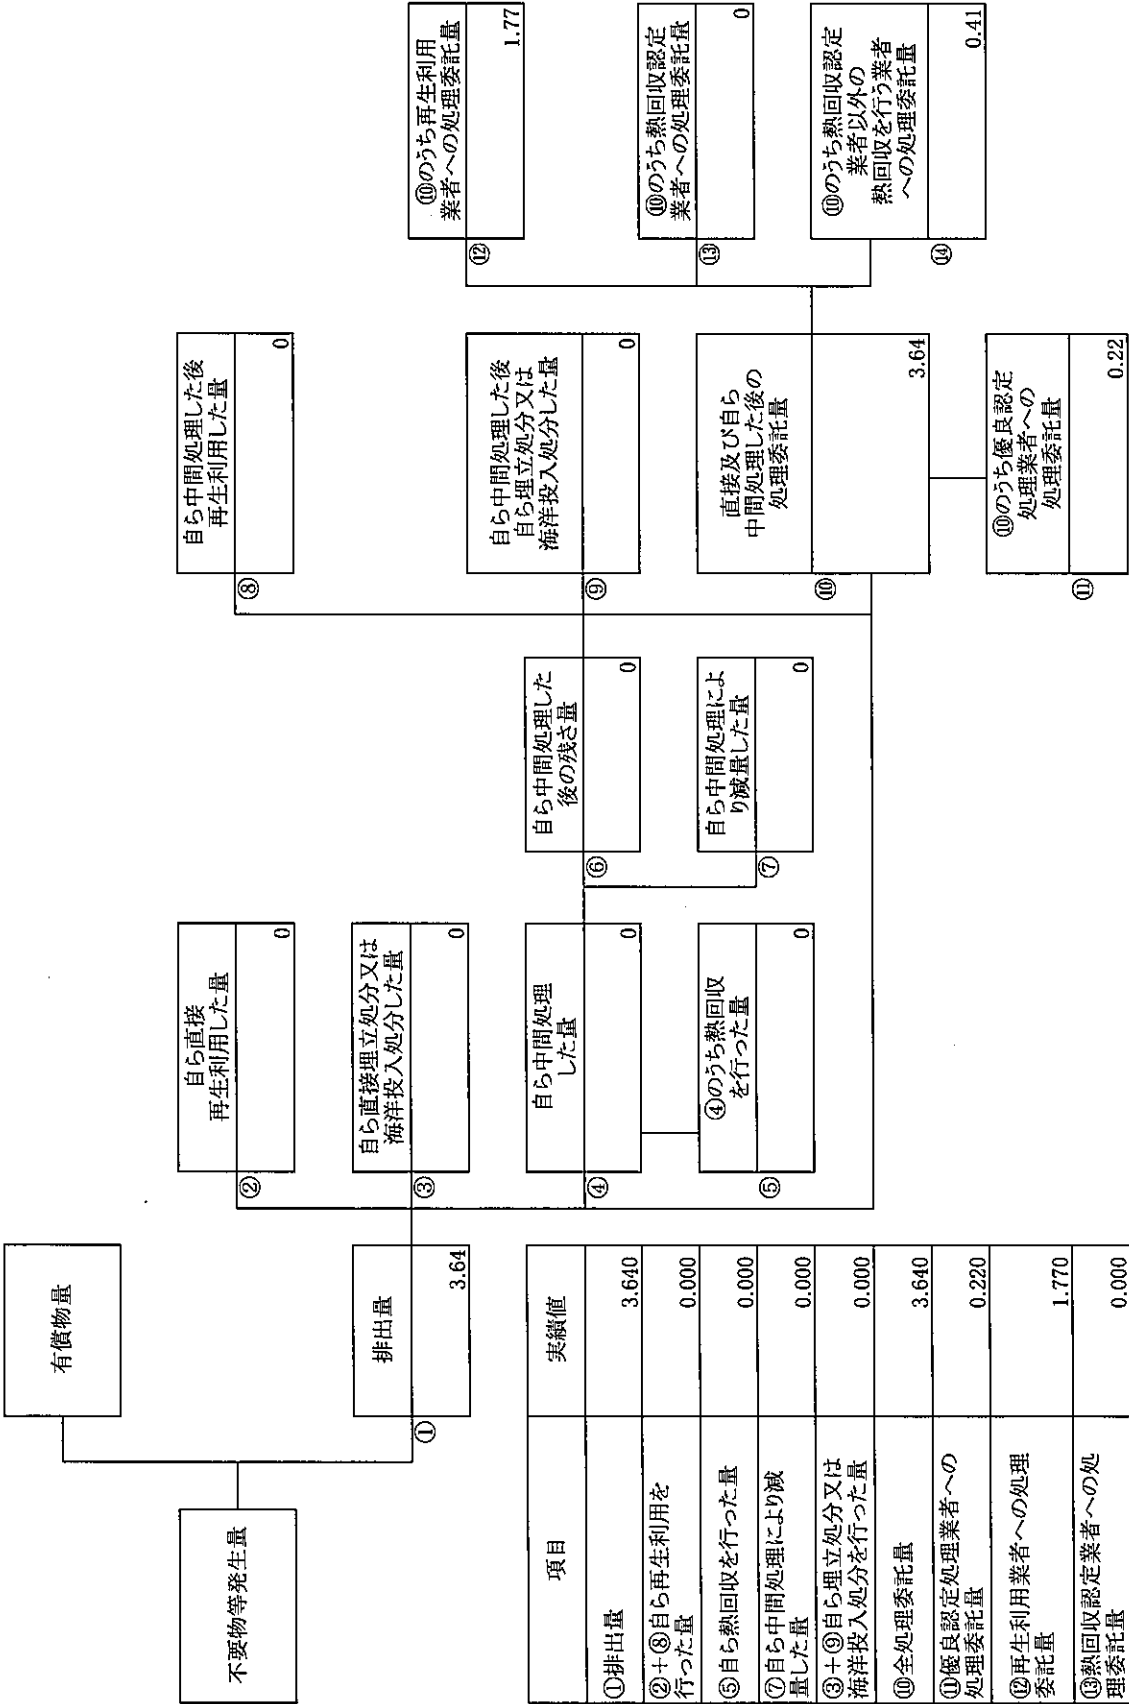 不要物等発生量
有償物量
①
排出量
3.64
②
自ら直接
再生利用した量
0
③
自ら直接埋立処分又は
海洋投入処分した量
0
④
自ら中間処理
した量
0
⑤
④のうち熱回収
を行った量
0
⑥
自ら中間処理した
後の残さ量
0
⑦
自ら中間処理によ
り減量した量
0
⑧
自ら中間処理した後
再生利用した量
0
⑨
自ら中間処理した後
自ら埋立処分又は
海洋投入処分した量
0
⑩
直接及び自ら
中間処理した後の
処理委託量
3.64
⑪
⑩のうち優良認定
処理業者への
処理委託量
0.22
⑫
⑩のうち再生利用
業者への処理委託量
1.77
⑬
⑩のうち熱回収認定
業者への処理委託量
0
⑭
⑩のうち熱回収認定
業者以外の
熱回収を行う業者
への処理委託量
0.41
項目 実績値
①排出量 3.640
②+⑧自ら再生利用を
行った量 0.000
⑤自ら熱回収を行った量 0.000
⑦自ら中間処理により減
量した量 0.000
③+⑨自ら埋立処分又は
海洋投入処分を行った量 0.000
⑩全処理委託量 3.640
⑪優良認定処理業者への
処理委託量 0.220
⑫再生利用業者への処理
委託量 1.770
⑬熱回収認定業者への処
理委託量 0.000